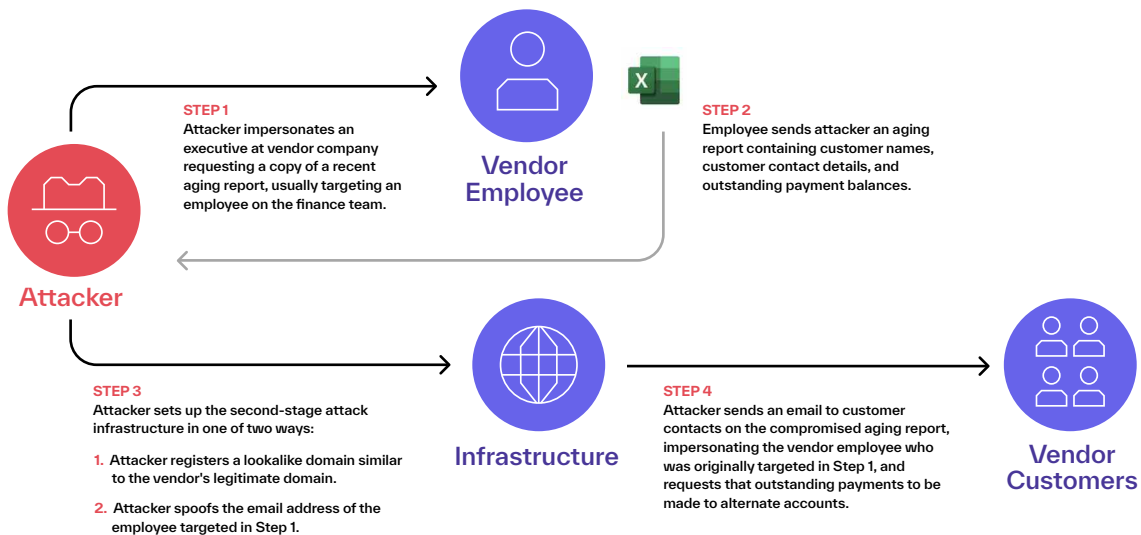 STEP 1
Attacker impersonates an
executive at vendor company
requesting a copy of a recent
aging report, usually targeting an
employee on the finance team.
Vendor
Employee
X
STEP 2
Employee sends attacker an aging
report containing customer names,
customer contact details, and
outstanding payment balances.
Attacker
STEP 3
Attacker sets up the second-stage attack
infrastructure in one of two ways:
1. Attacker registers a lookalike domain similar
to the vendor's legitimate domain.
2. Attacker spoofs the email address of the
employee targeted in Step 1.
Infrastructure
STEP 4
Attacker sends an email to customer
contacts on the compromised aging report,
impersonating the vendor employee who
was originally targeted in Step 1, and
requests that outstanding payments to be
made to alternate accounts.
Vendor
Customers